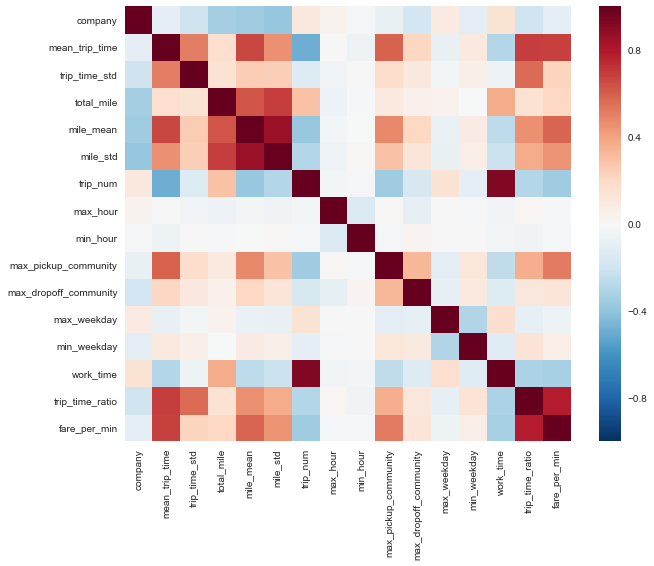 company
mean_trip_time
trip_time_std
total_mile
mile_mean
mile_std
trip_num
max_hour
min_hour
max_pickup_community
max_dropoff_community
max_weekday
min_weekday
work_time
trip_time_ratio
fare_per_min
company
mean_trip_time
trip_time_std
total_mile
mile_mean
mile_std
trip_num
max_hour
min_hour
max_pickup_community
max_dropoff_community
max_weekday
min_weekday
work_time
trip_time_ratio
fare_per_min
0.8
0.4
0.0
−0.4
−0.8